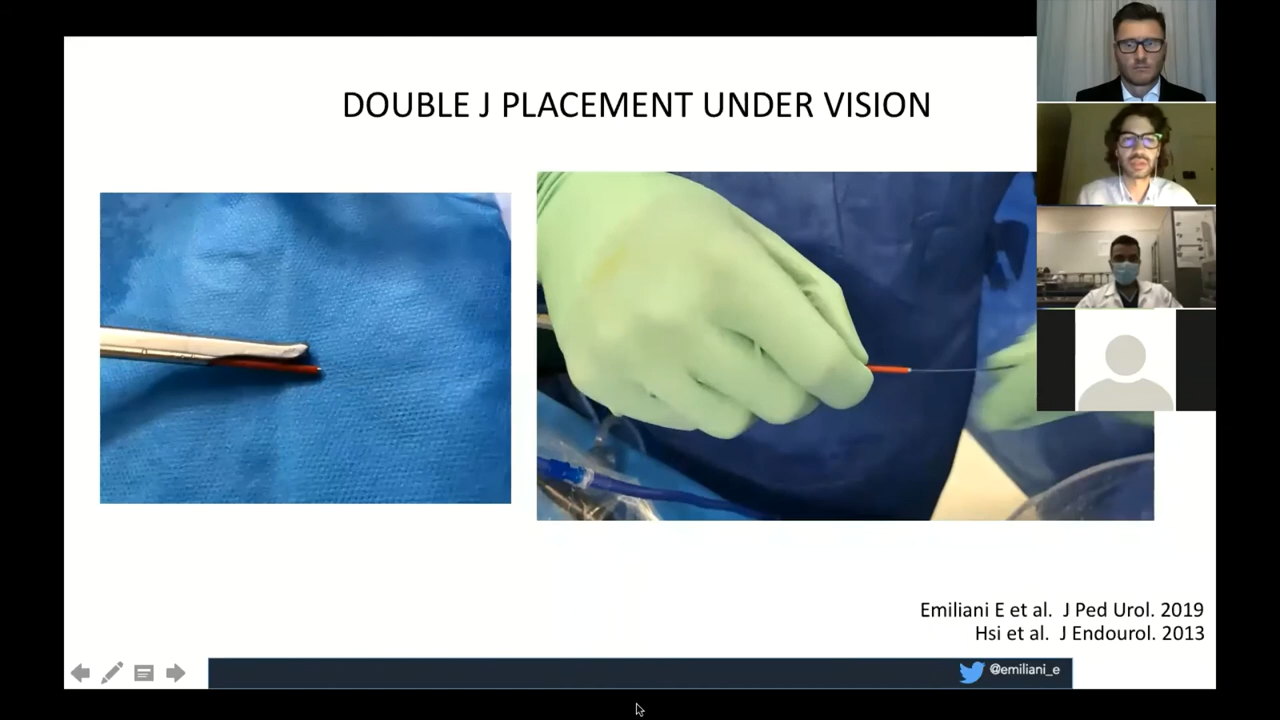 DOUBLE J PLACEMENT UNDER VISION
Emiliani E et al. J Ped Urol. 2019
Hsi et al. J Endourol. 2013
@emiliani_e